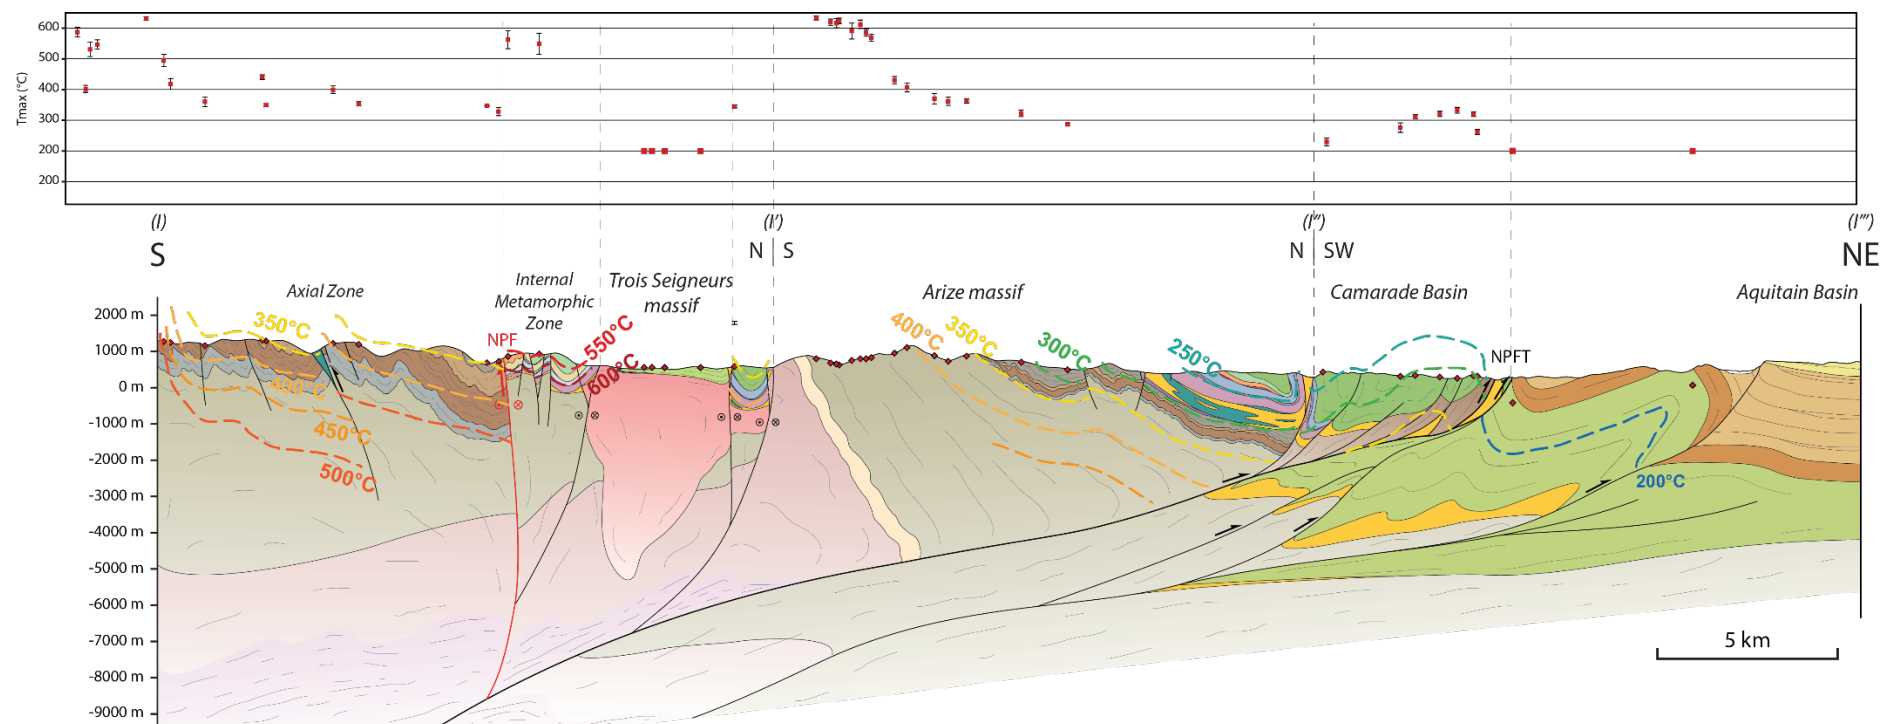 Tmax (°C)
600
500
400
300
200
200
(I)
(I')
(I'')
(I''')
S
N
S
N
SW
NE
Axial Zone
Internal
Metamorphic
Zone
Trois Seigneurs
massif
Arize massif
Camarade Basin
Aquitain Basin
2000 m
1000 m
0 m
-1000 m
-2000 m
-3000 m
-4000 m
-5000 m
-6000 m
-7000 m
-8000 m
-9000 m
350°C
400°C
450°C
500°C
NPF
550°C
600°C
400°C
350°C
300°C
250°C
NPFT
200°C
5 km